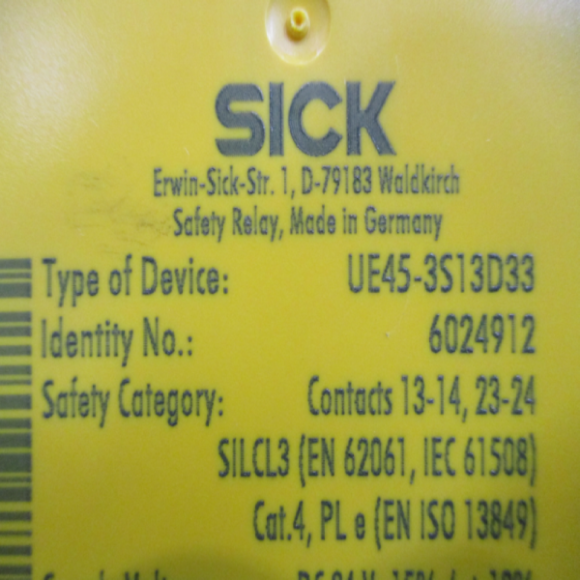 SICK
Erwin-Sick-Str. 1, D-79183 Waldkirch
Safety Relay, Made in Germany
Type of Device: UE45-3S13D33
Identity No.: 6024912
Safety Category: Contacts 13-14, 23-24
SILCL3 (EN 62061, IEC 61508)
Cat.4, PL e (EN ISO 13849)